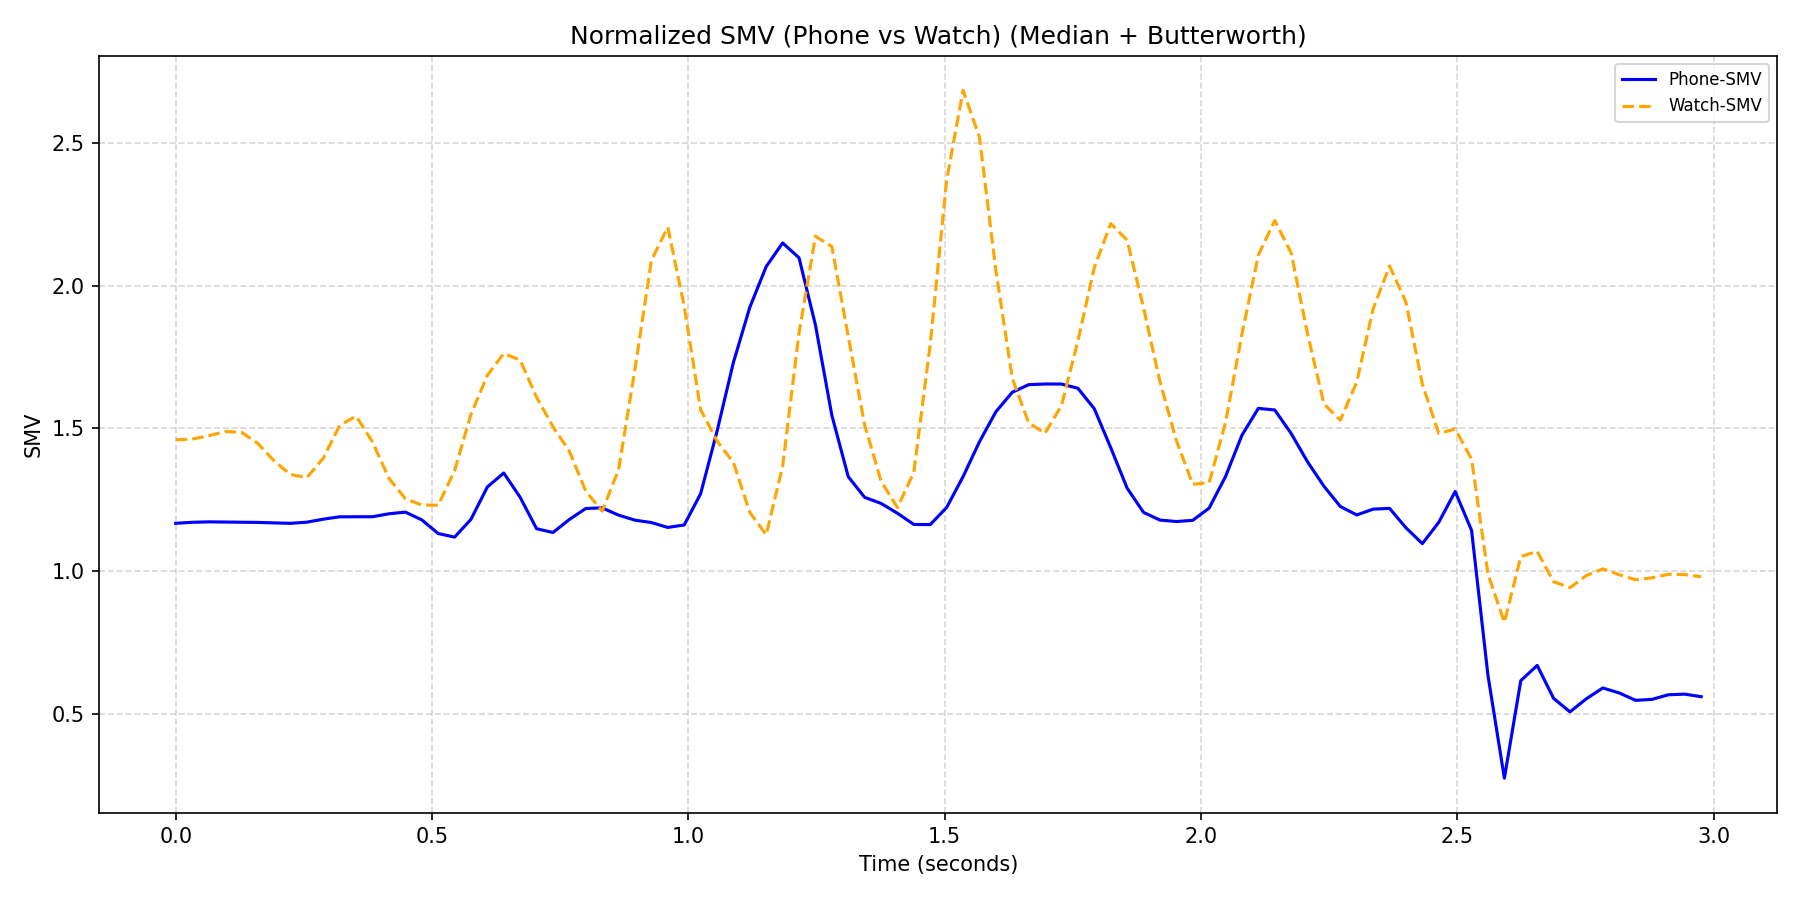 Normalized SMV (Phone vs Watch) (Median + Butterworth)
Phone-SMV
Watch-SMV
SMV
2.5
2.0
1.5
1.0
0.5
0.0 0.5 1.0 1.5 2.0 2.5 3.0
Time (seconds)